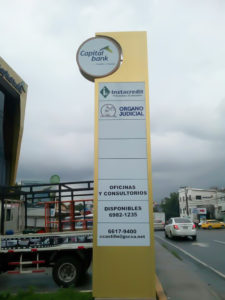 Capital
bank
Instacredit
ORGANO
JUDICIAL
OFICINAS
Y CONSULTORIOS
DISPONIBLES
6982-1235
6617-9400